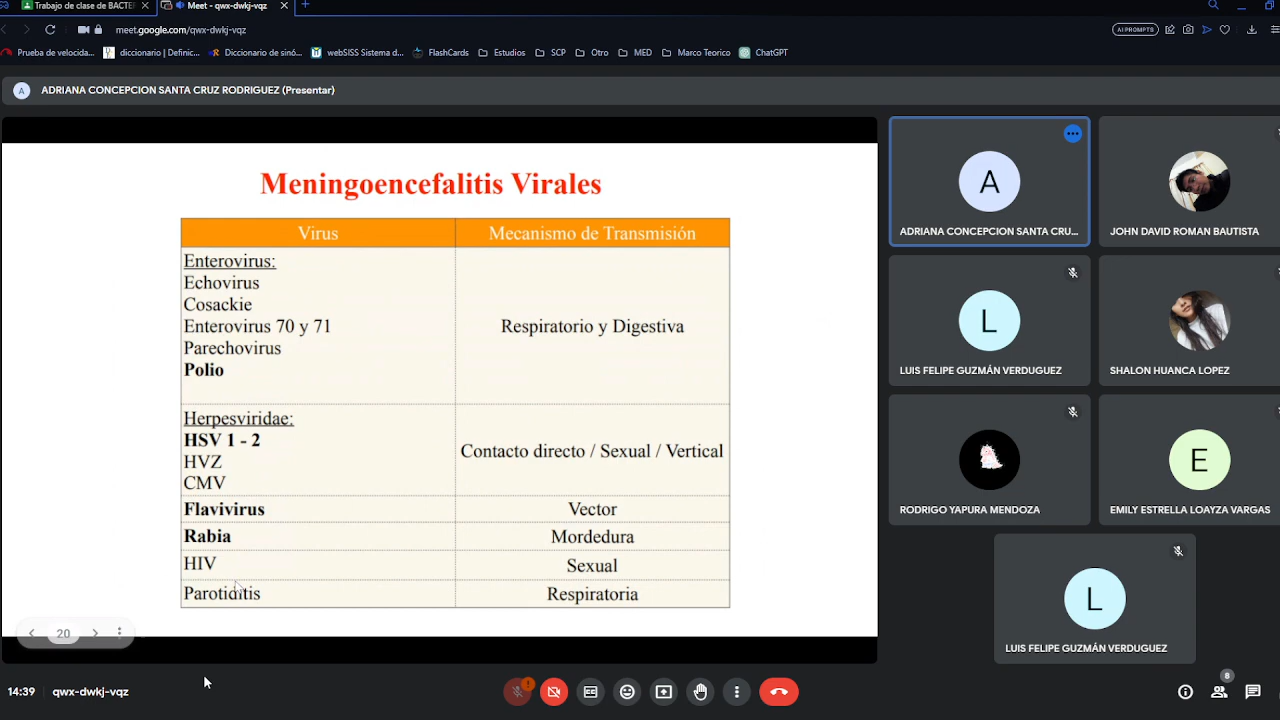 Trabajo de clase de BACTEF
Meet - qwx-dwkj-vqz
meet.google.com/qwx-dwkj-vqz
AI PROMPTS
Prueba de velocida...
diccionario | Definic...
Diccionario de sinó...
webSISS Sistema d...
FlashCards
Estudios
SCP
Otro
MED
Marco Teorico
ChatGPT
A
ADRIANA CONCEPCION SANTA CRUZ RODRIGUEZ (Presentar)
Meningoencefalitis Virales
Virus
Mecanismo de Transmisión
Enterovirus:
Echovirus
Cosackie
Enterovirus 70 y 71
Parechovirus
Polio
Respiratorio y Digestiva
Herpesviridae:
HSV 1 - 2
HVZ
CMV
Contacto directo / Sexual / Vertical
Flavivirus
Vector
Rabia
Mordedura
HIV
Sexual
Parotiditis
Respiratoria
20
A
ADRIANA CONCEPCION SANTA CRU...
JOHN DAVID ROMAN BAUTISTA
L
LUIS FELIPE GUZMÁN VERDUGUEZ
SHALON HUANCA LOPEZ
RODRIGO YAPURA MENDOZA
E
EMILY ESTRELLA LOAYZA VARGAS
L
LUIS FELIPE GUZMÁN VERDUGUEZ
14:39
qwx-dwkj-vqz
8